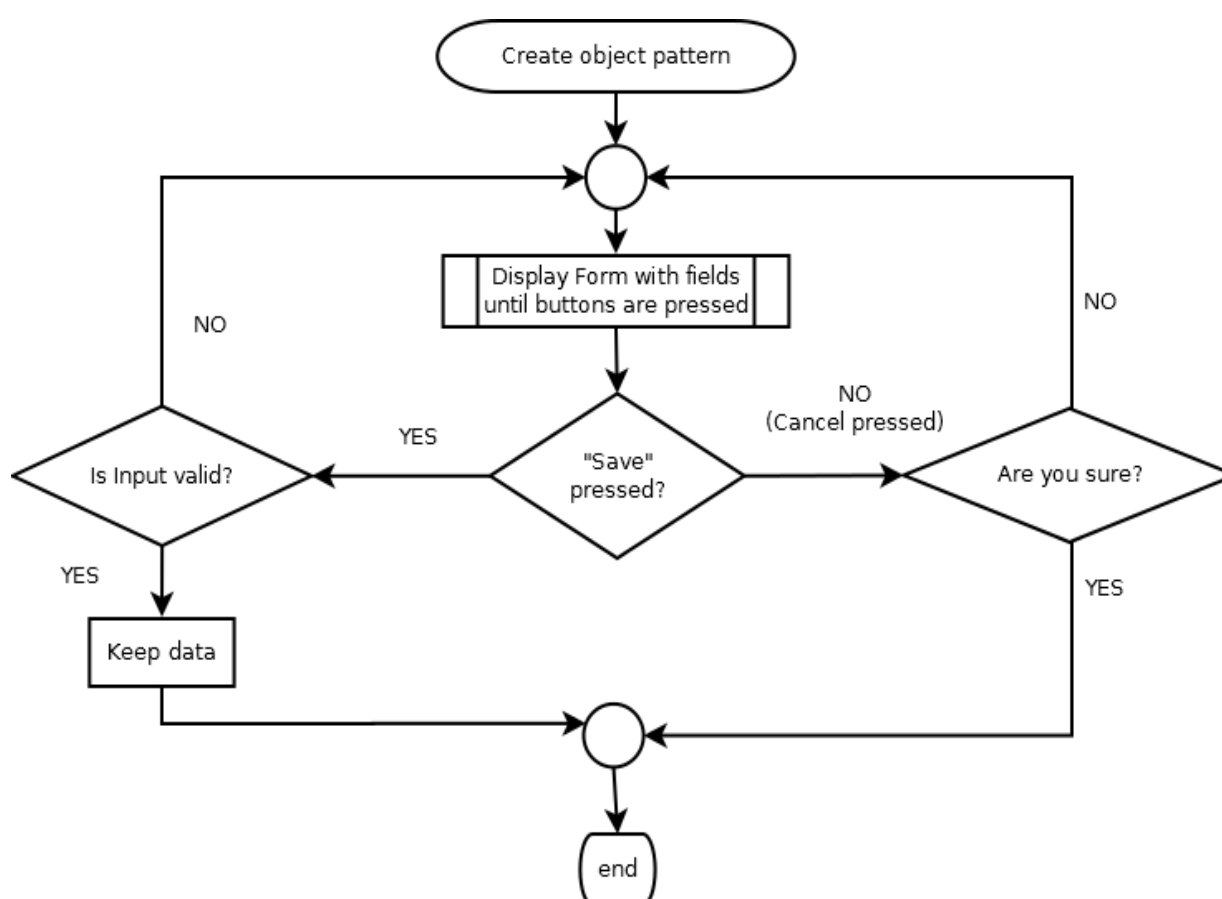 Create object pattern
Display Form with fields
until buttons are pressed
NO
NO
NO
(Cancel pressed)
YES
Is Input valid?
"Save"
pressed?
Are you sure?
YES
YES
Keep data
end